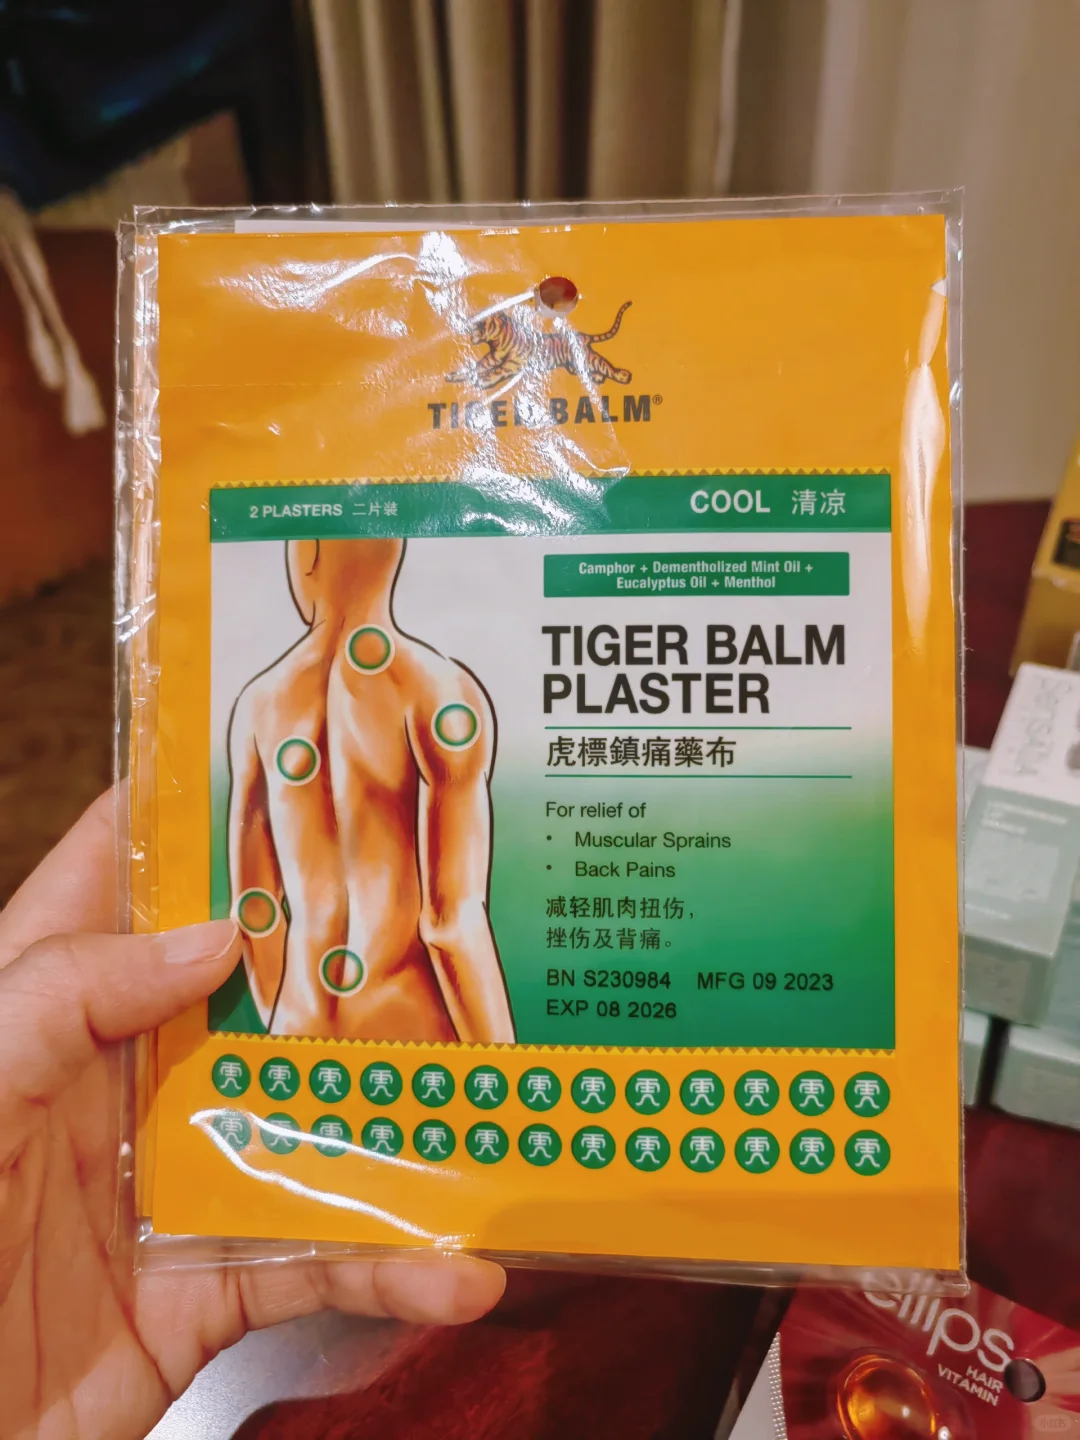 TIGER BALM®
2 PLASTERS 二片装
COOL 清凉
Camphor + Dementholized Mint Oil +
Eucalyptus Oil + Menthol
TIGER BALM
PLASTER
虎標鎮痛藥布
For relief of
• Muscular Sprains
• Back Pains
减轻肌肉扭伤，
挫伤及背痛。
BN S230984 MFG 09 2023
EXP 08 2026
ellips
HAIR
VITAMIN